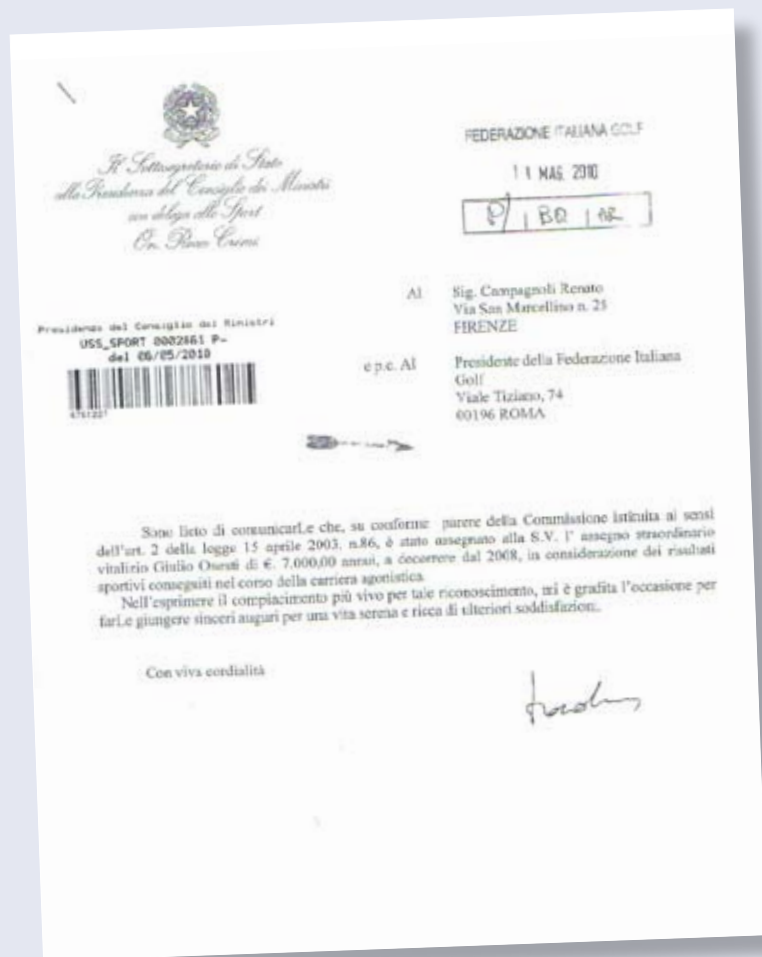 Il Sottosegretario di Stato
alla Presidenza del Consiglio dei Ministri
con delega allo Sport
On. Rocco Crimi
FEDERAZIONE ITALIANA GOLF
11 MAG. 2010
P/ | BQ | AR
Presidenza del Consiglio dei Ministri
USS_SPORT 0002661 P-
del 06/05/2010
Al Sig. Campagnoli Renato
Via San Marcellino n. 25
FIRENZE
e p.c. Al Presidente della Federazione Italiana
Golf
Viale Tiziano, 74
00196 ROMA
Sono lieto di comunicarLe che, su conforme parere della Commissione istituita ai sensi
dell'art. 2 della legge 15 aprile 2003, n.86, è stato assegnato alla S.V. l' assegno straordinario
vitalizio Giulio Onesti di €. 7.000,00 annui, a decorrere dal 2008, in considerazione dei risultati
sportivi conseguiti nel corso della carriera agonistica.
Nell'esprimere il compiacimento più vivo per tale riconoscimento, mi è gradita l'occasione per
farLe giungere sinceri auguri per una vita serena e ricca di ulteriori soddisfazioni.
Con viva cordialità